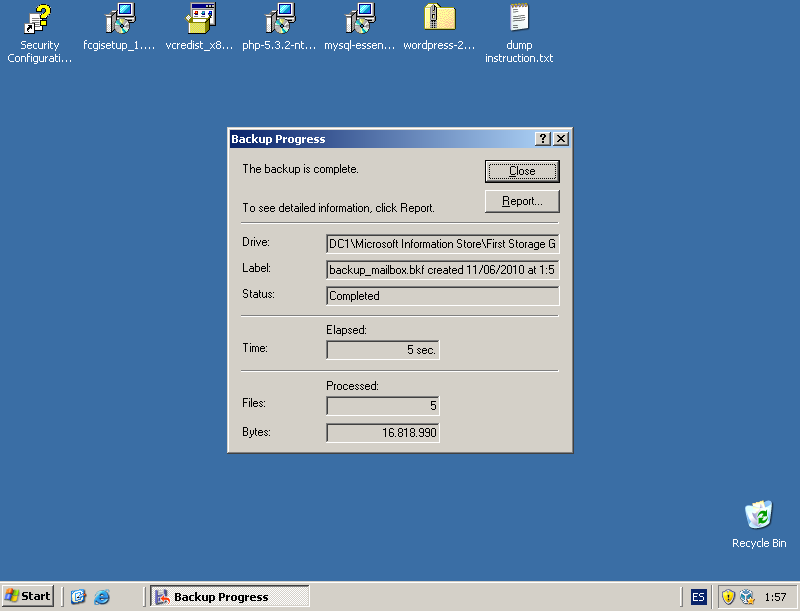 Security
Configurati...
fcgisetup_1....
vcredist_x8...
php-5.3.2-nt...
mysql-essen...
wordpress-2...
dump
instruction.txt
Backup Progress
The backup is complete.
Close
To see detailed information, click Report.
Report...
Drive:
DC1\Microsoft Information Store\First Storage G
Label:
backup_mailbox.bkf created 11/06/2010 at 1:5
Status:
Completed
Elapsed:
Time:
5 sec.
Processed:
Files:
5
Bytes:
16.818.990
Recycle Bin
Start
Backup Progress
ES
1:57